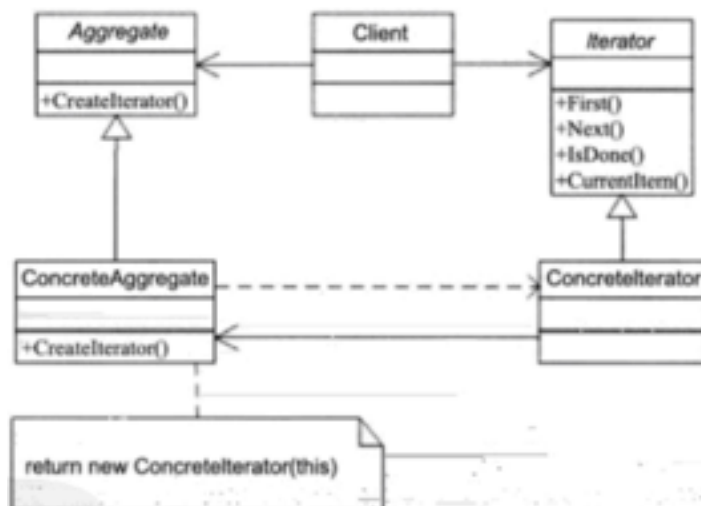 Aggregate
Client
Iterator
+CreateIterator()
+First()
+Next()
+IsDone()
+CurrentItem()
ConcreteAggregate
ConcreteIterator
+CreateIterator()
return new ConcreteIterator(this)